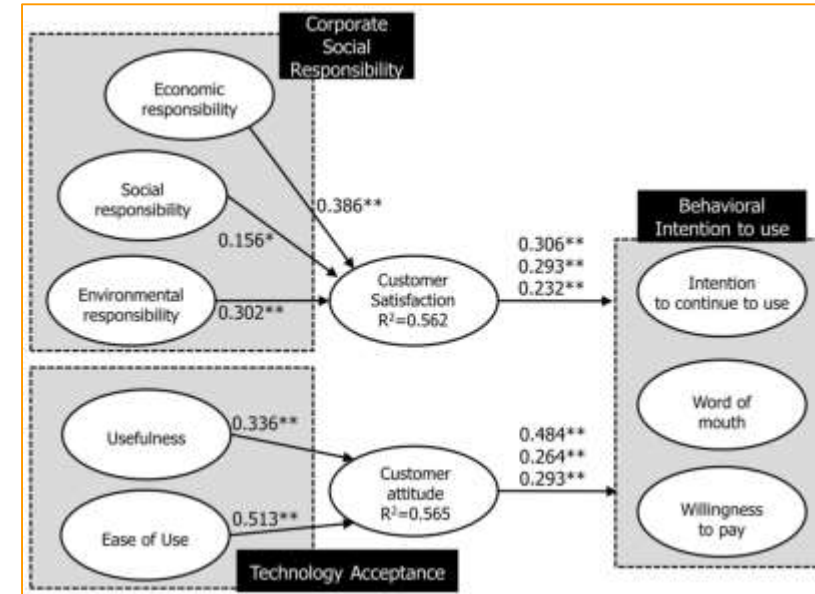 Corporate
Social
Responsibility
Economic
responsibility
Social
responsibility
Environmental
responsibility
0.386**
0.156*
0.302**
Customer
Satisfaction
R²=0.562
0.306**
0.293**
0.232**
Behavioral
Intention to use
Intention
to continue to use
Word of
mouth
Willingness
to pay
Usefulness
Ease of Use
0.336**
0.513**
Customer
attitude
R²=0.565
0.484**
0.264**
0.293**
Technology Acceptance